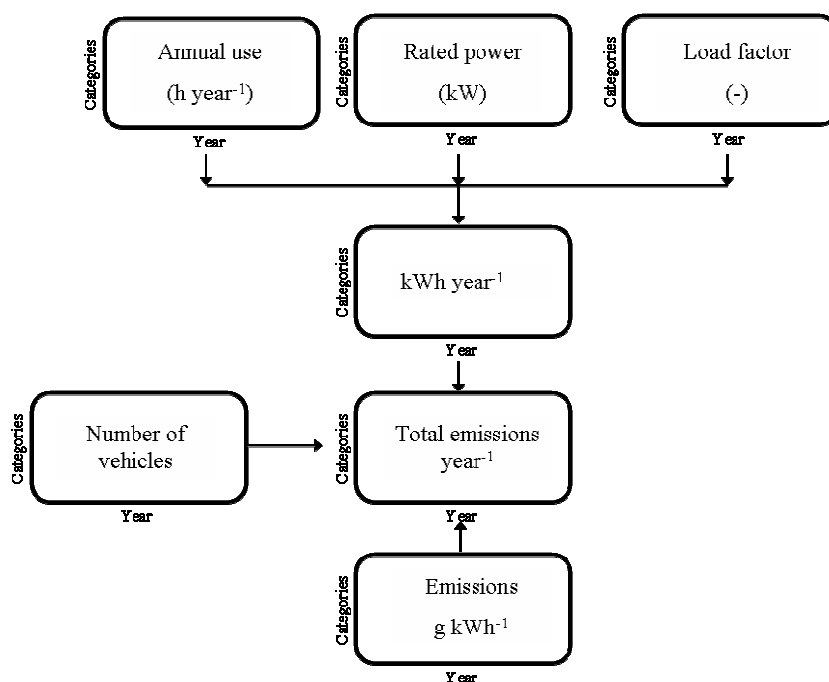 Categories
Annual use
(h year⁻¹)
Year
Categories
Rated power
(kW)
Year
Categories
Load factor
(-)
Year
Categories
kWh year⁻¹
Year
Categories
Number of
vehicles
Year
Categories
Total emissions
year⁻¹
Year
Categories
Emissions
g kWh⁻¹
Year